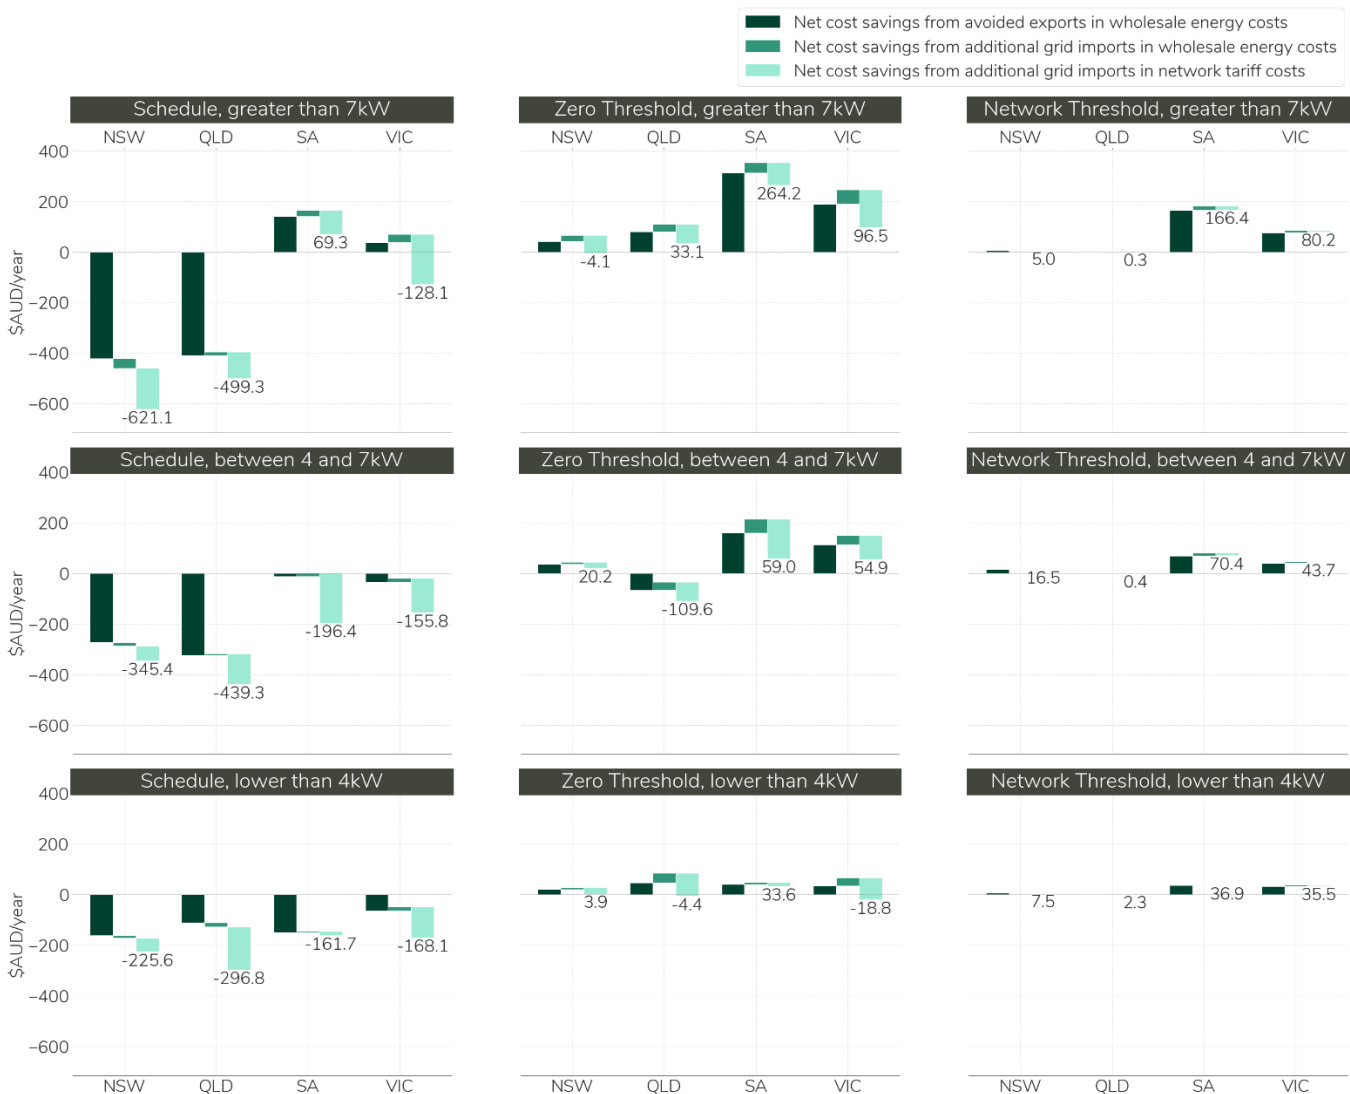 Net cost savings from avoided exports in wholesale energy costs
Net cost savings from additional grid imports in wholesale energy costs
Net cost savings from additional grid imports in network tariff costs
Schedule, greater than 7kW
Zero Threshold, greater than 7kW
Network Threshold, greater than 7kW
NSW QLD SA VIC
NSW QLD SA VIC
NSW QLD SA VIC
$AUD/year
400
200
0
−200
−400
−600
-621.1
-499.3
69.3
-128.1
-4.1
33.1
264.2
96.5
5.0
0.3
166.4
80.2
Schedule, between 4 and 7kW
Zero Threshold, between 4 and 7kW
Network Threshold, between 4 and 7kW
$AUD/year
400
200
0
−200
−400
−600
-345.4
-439.3
-196.4
-155.8
20.2
-109.6
59.0
54.9
16.5
0.4
70.4
43.7
Schedule, lower than 4kW
Zero Threshold, lower than 4kW
Network Threshold, lower than 4kW
$AUD/year
400
200
0
−200
−400
−600
-225.6
-296.8
-161.7
-168.1
3.9
-4.4
33.6
-18.8
7.5
2.3
36.9
35.5
NSW QLD SA VIC
NSW QLD SA VIC
NSW QLD SA VIC